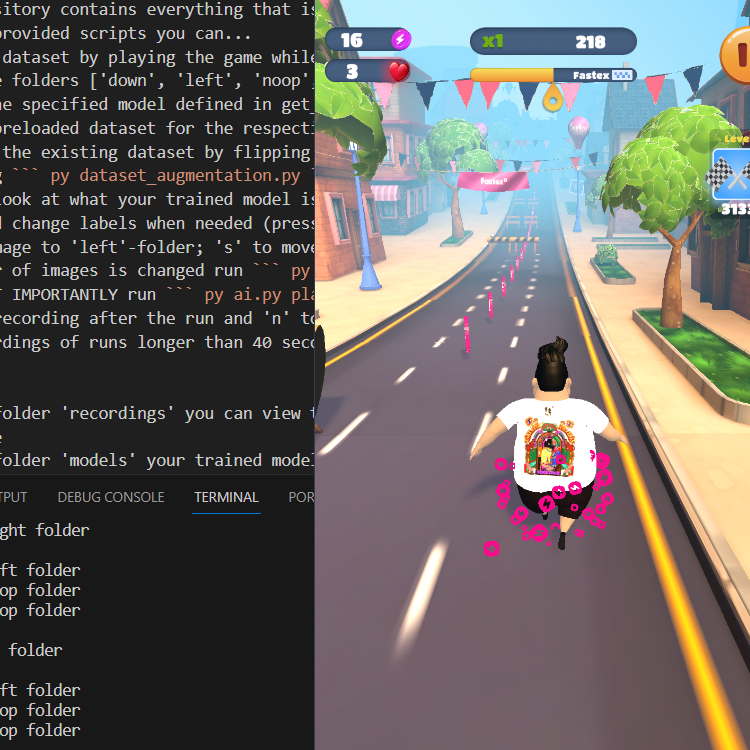 sitory contains everything that is
provided scripts you can...
dataset by playing the game while
e folders ['down', 'left', 'noop',
he specified model defined in get_
preloaded dataset for the respecti
the existing dataset by flipping
g ``` py dataset_augmentation.py
look at what your trained model is
d change labels when needed (press
mage to 'left'-folder; 's' to move
r of images is changed run ``` py
T IMPORTANTLY run ``` py ai.py pla
recording after the run and 'n' to
rdings of runs longer than 40 seco
folder 'recordings' you can view t
e
folder 'models' your trained model
TPUT DEBUG CONSOLE TERMINAL POR
ght folder
ft folder
op folder
op folder
folder
ft folder
op folder
op folder
16
x1 218
3
Fastex
Fastex
Leve
313